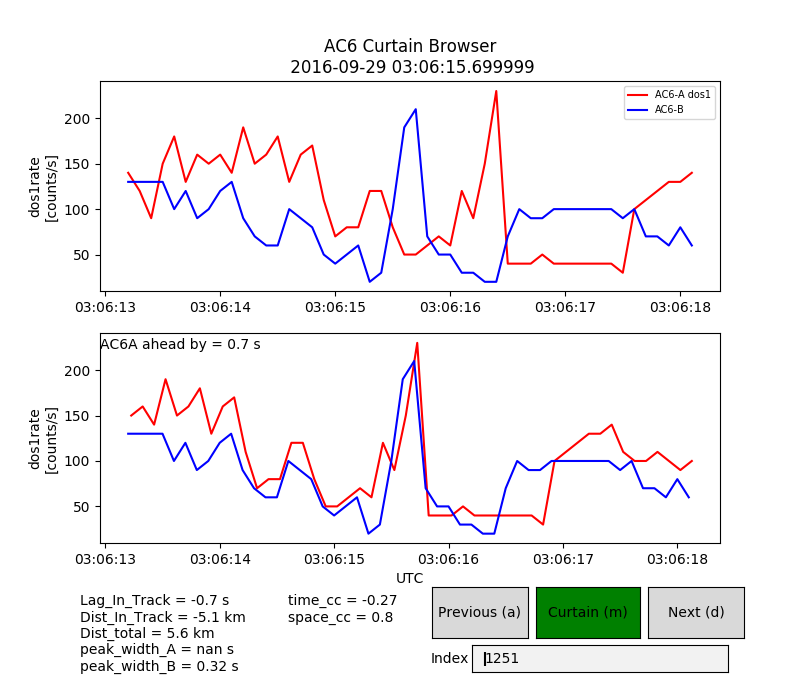 AC6 Curtain Browser
2016-09-29 03:06:15.699999
AC6-A dos1
AC6-B
dos1rate
[counts/s]
200
150
100
50
03:06:13 03:06:14 03:06:15 03:06:16 03:06:17 03:06:18
AC6A ahead by = 0.7 s
dos1rate
[counts/s]
200
150
100
50
03:06:13 03:06:14 03:06:15 03:06:16 03:06:17 03:06:18
UTC
Lag_In_Track = -0.7 s
Dist_In_Track = -5.1 km
Dist_total = 5.6 km
peak_width_A = nan s
peak_width_B = 0.32 s
time_cc = -0.27
space_cc = 0.8
Previous (a)
Curtain (m)
Next (d)
Index 1251